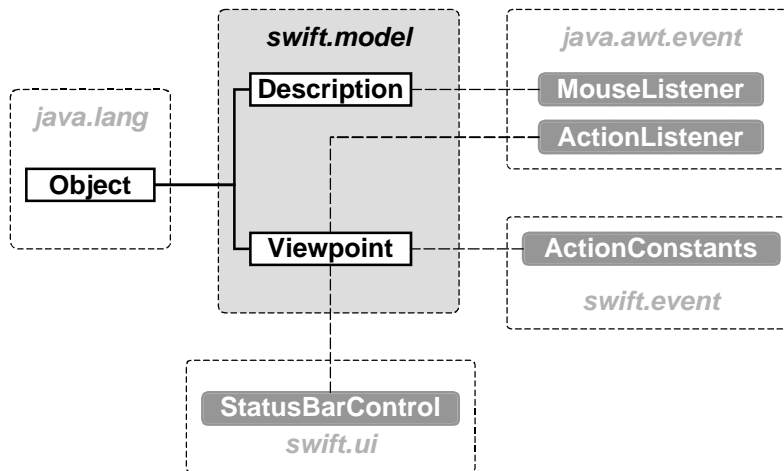 swift.model
java.awt.event
Description
MouseListener
java.lang
ActionListener
Object
Viewpoint
ActionConstants
swift.event
StatusBarControl
swift.ui